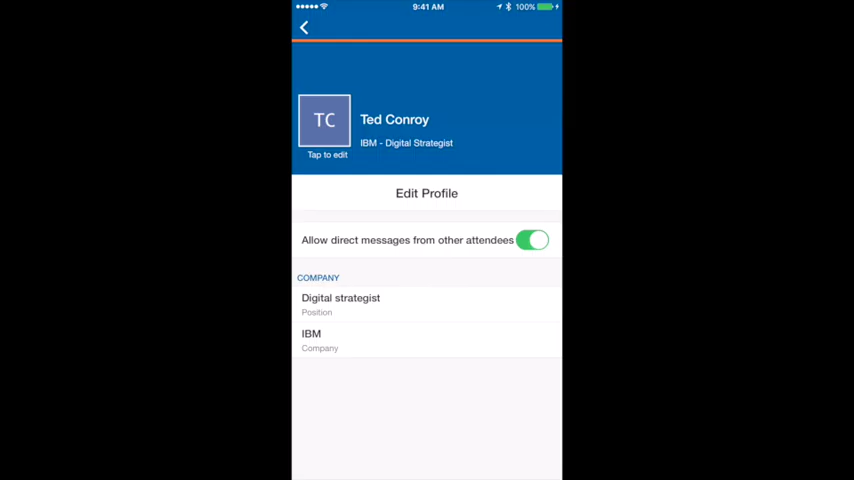 9:41 AM
100%
TC
Tap to edit
Ted Conroy
IBM - Digital Strategist
Edit Profile
Allow direct messages from other attendees
COMPANY
Digital strategist
Position
IBM
Company